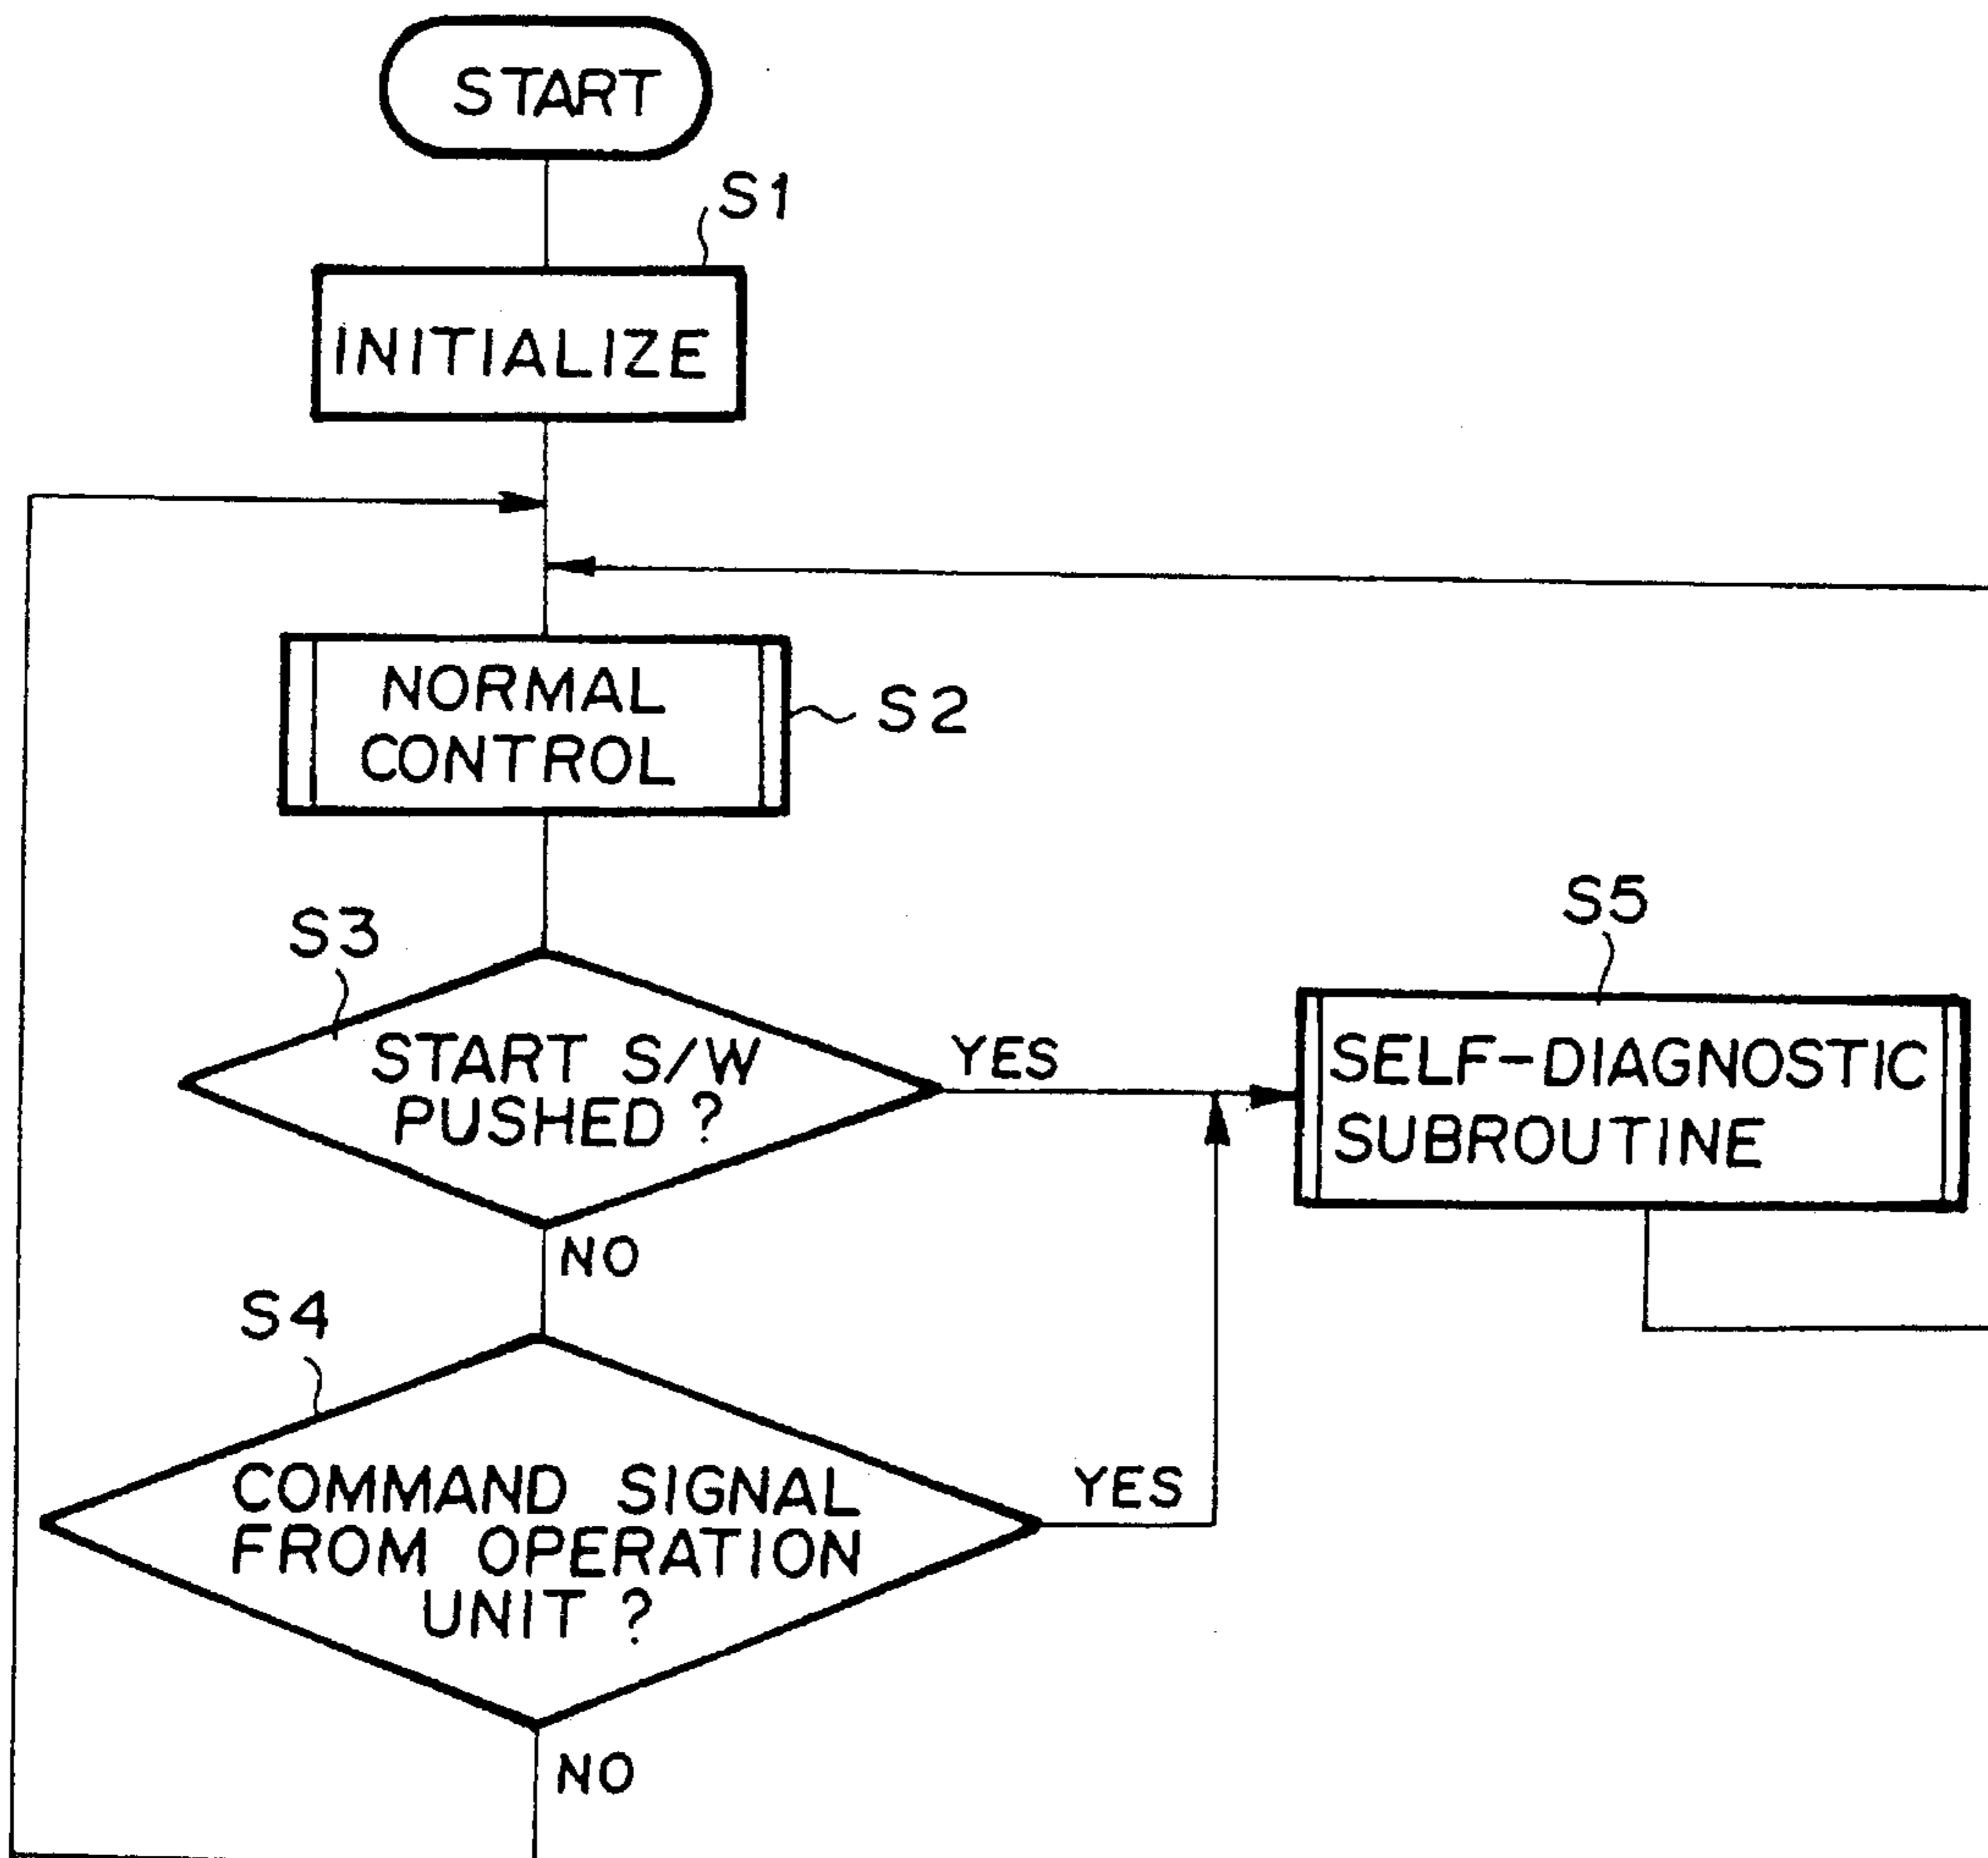 START
S1
INITIALIZE
NORMAL
CONTROL
S2
S3
START S/W
PUSHED ?
YES
S5
SELF-DIAGNOSTIC
SUBROUTINE
NO
S4
COMMAND SIGNAL
FROM OPERATION
UNIT ?
YES
NO